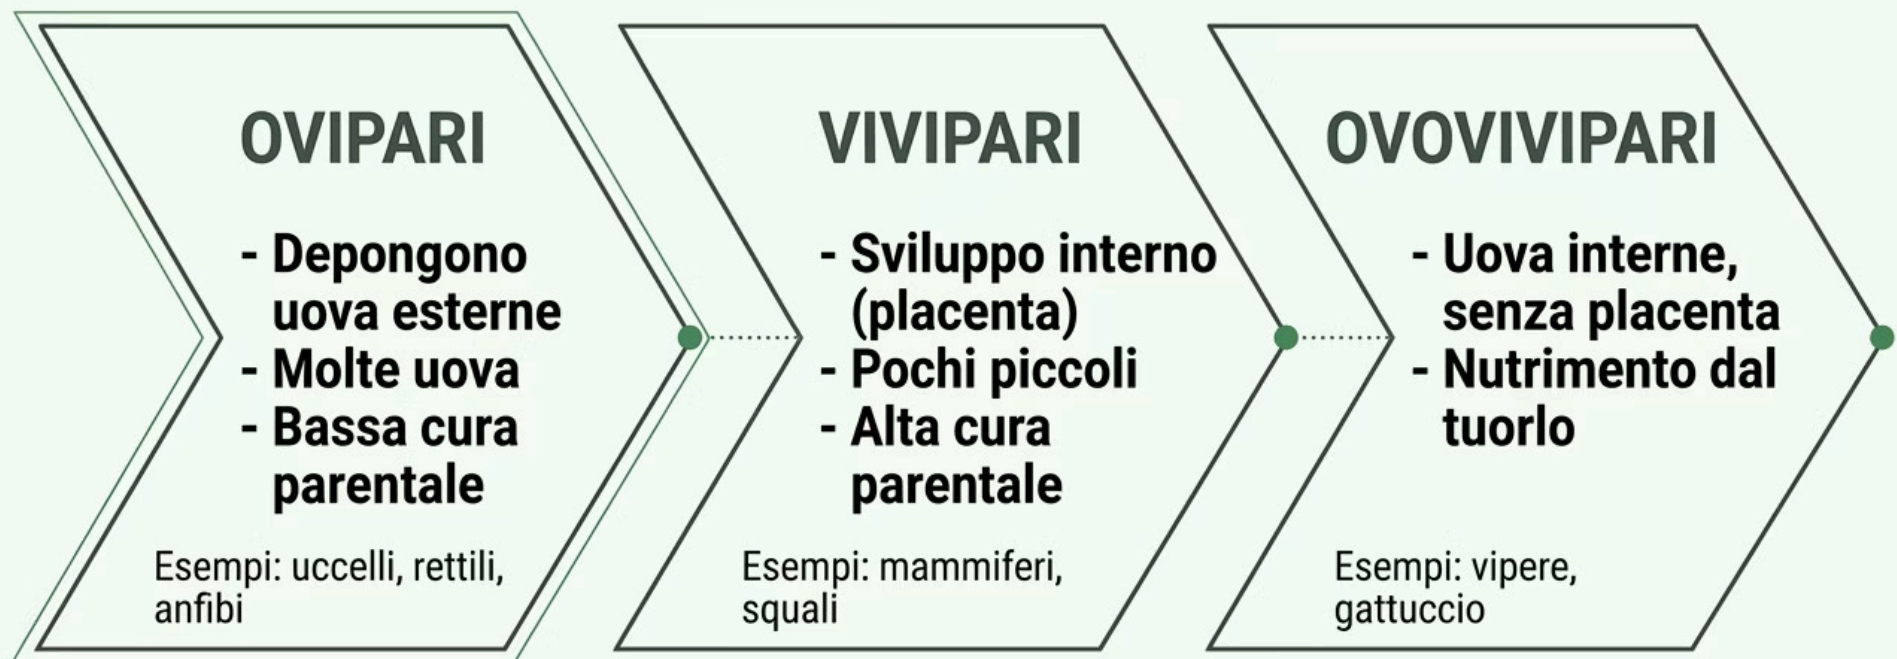 OVIPARI
- Depongono
uova esterne
- Molte uova
- Bassa cura
parentale
Esempi: uccelli, rettili,
anfibi
VIVIPARI
- Sviluppo interno
(placenta)
- Pochi piccoli
- Alta cura
parentale
Esempi: mammiferi,
squali
OVOVIVIPARI
- Uova interne,
senza placenta
- Nutrimento dal
tuorlo
Esempi: vipere,
gattuccio